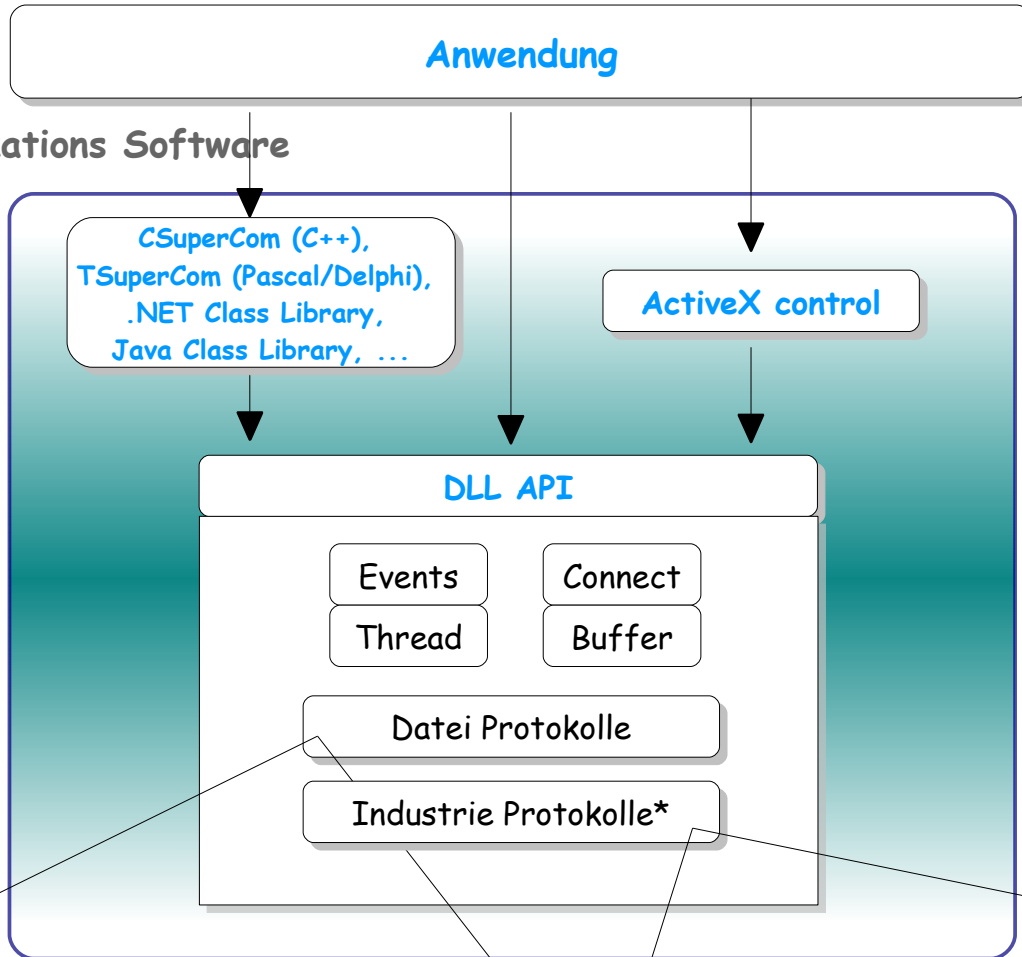 Anwendung
ations Software
CSuperCom (C++),
TSuperCom (Pascal/Delphi),
.NET Class Library,
Java Class Library, ...
ActiveX control
DLL API
Events
Connect
Thread
Buffer
Datei Protokolle
Industrie Protokolle*